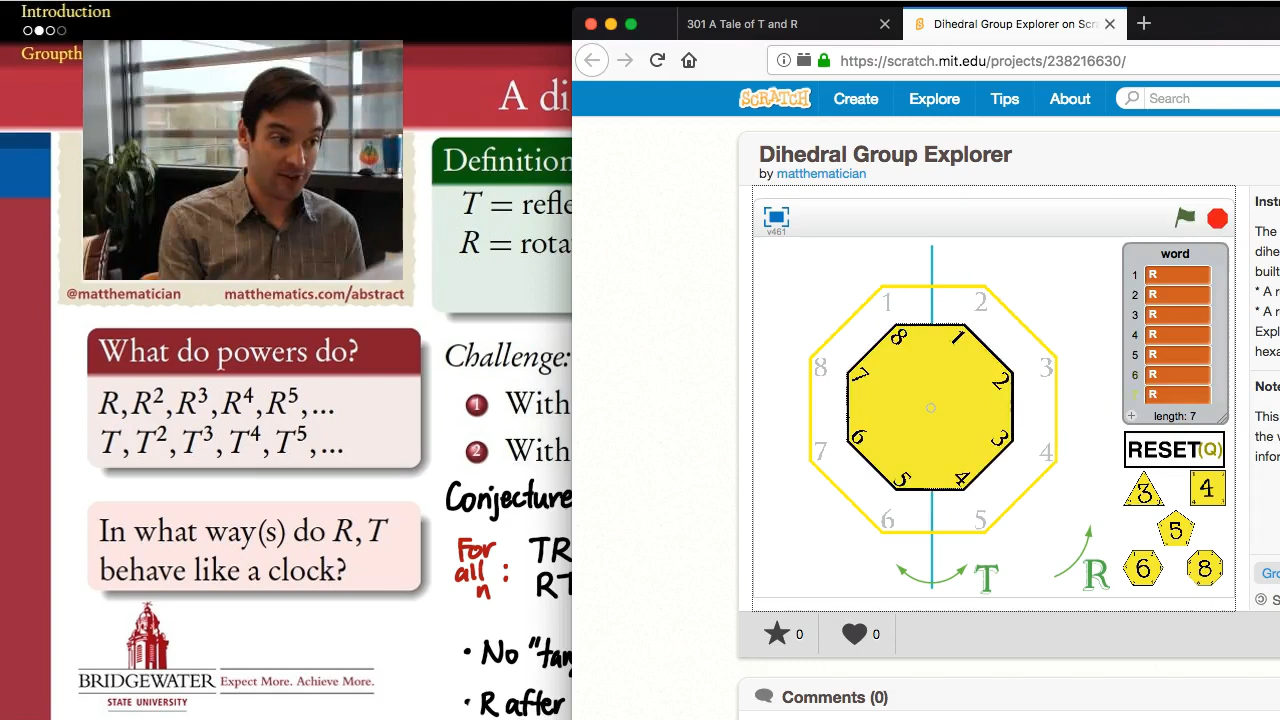 Introduction
Groupth
A di
@matthematician matthematics.com/abstract
Definition
T = refle
R = rota
What do powers do?
R, R², R³, R⁴, R⁵, ...
T, T², T³, T⁴, T⁵, ...
In what way(s) do R, T
behave like a clock?
BRIDGEWATER
STATE UNIVERSITY
Expect More. Achieve More.
Challenge:
1 With
2 With
Conjecture
For all n : TR
RT
• No "tan
• R after
301 A Tale of T and R
Dihedral Group Explorer on Scr
https://scratch.mit.edu/projects/238216630/
SCRATCH Create Explore Tips About Search
Dihedral Group Explorer
by matthematician
v461
1 2 3 4 5 6 7 8
1 2 3 4 5 6 7 8
T
R
word
1 R
2 R
3 R
4 R
5 R
6 R
7 R
+ length: 7
RESET(Q)
3 4
5
6 8
Inst
The
dihe
built
* A r
* A r
Expl
hexa
Note
This
the w
infor
Gro
S
0 0
Comments (0)